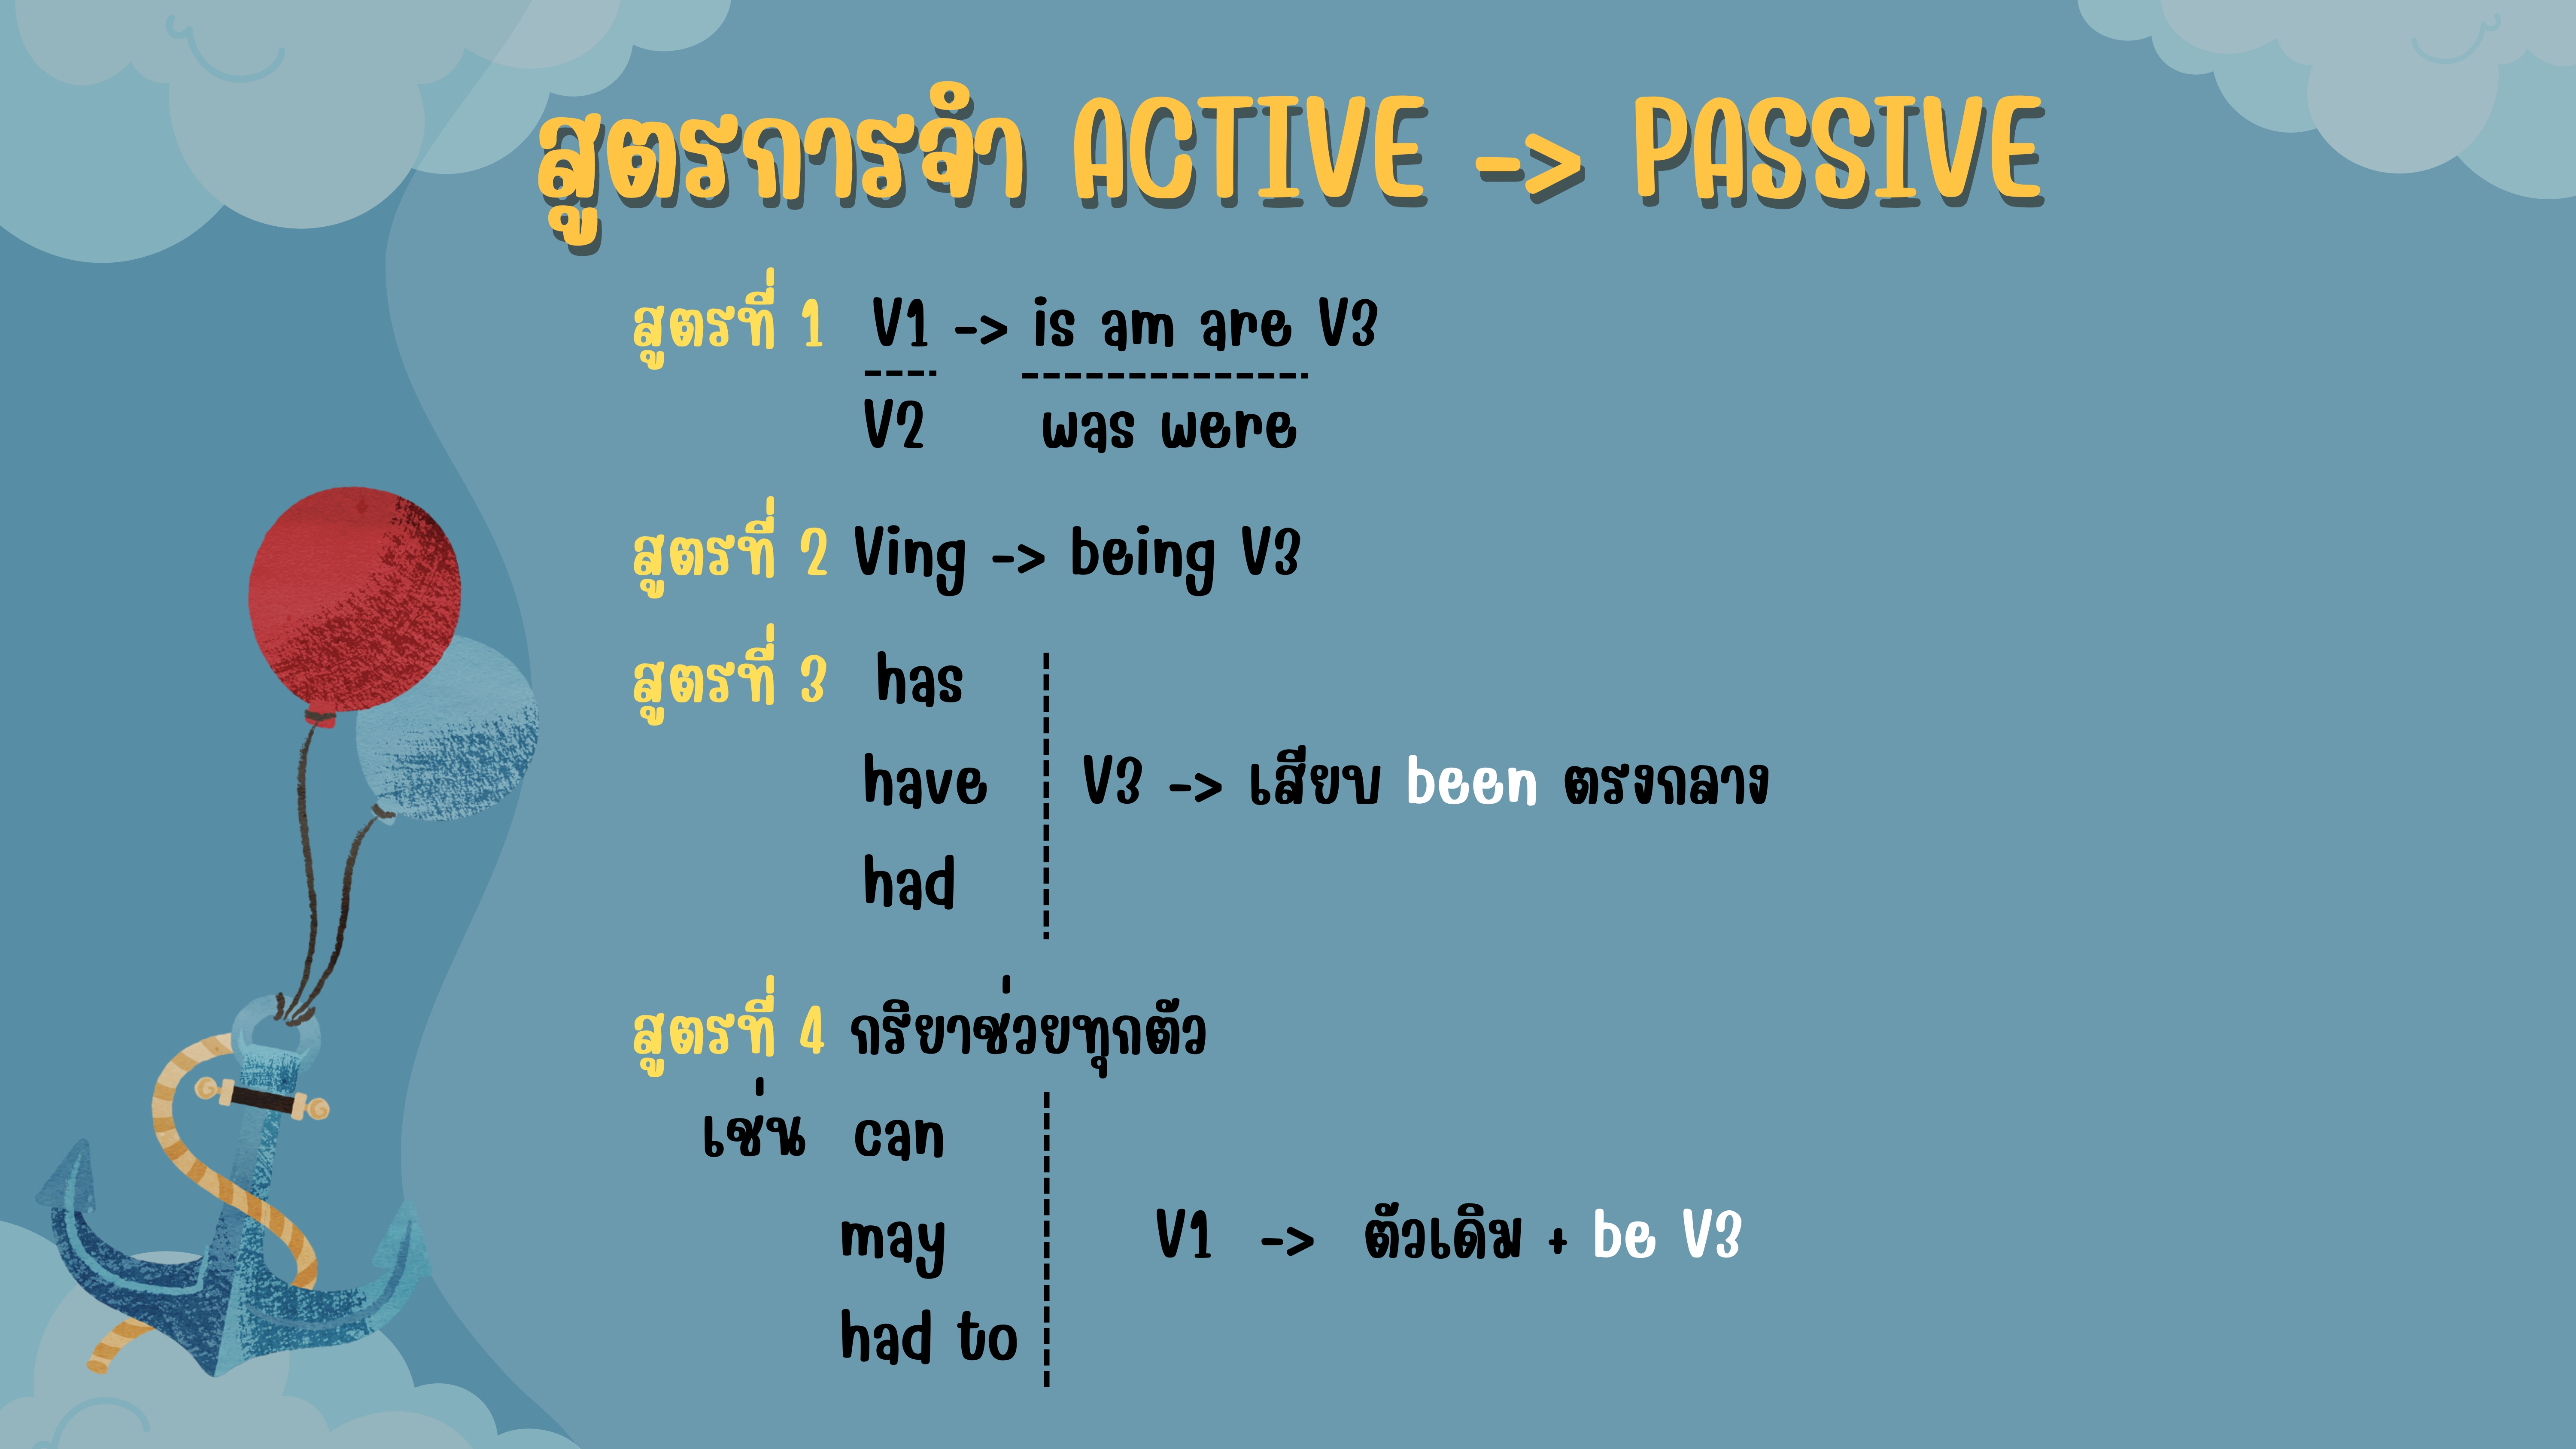 สูตรการจำ ACTIVE -> PASSIVE
สูตรที่ 1 V1 -> is am are V3
V2 was were
สูตรที่ 2 Ving -> being V3
สูตรที่ 3 has
have V3 -> เสียบ been ตรงกลาง
had
สูตรที่ 4 กริยาช่วยทุกตัว
เช่น can
may V1 -> ตัวเดิม + be V3
had to